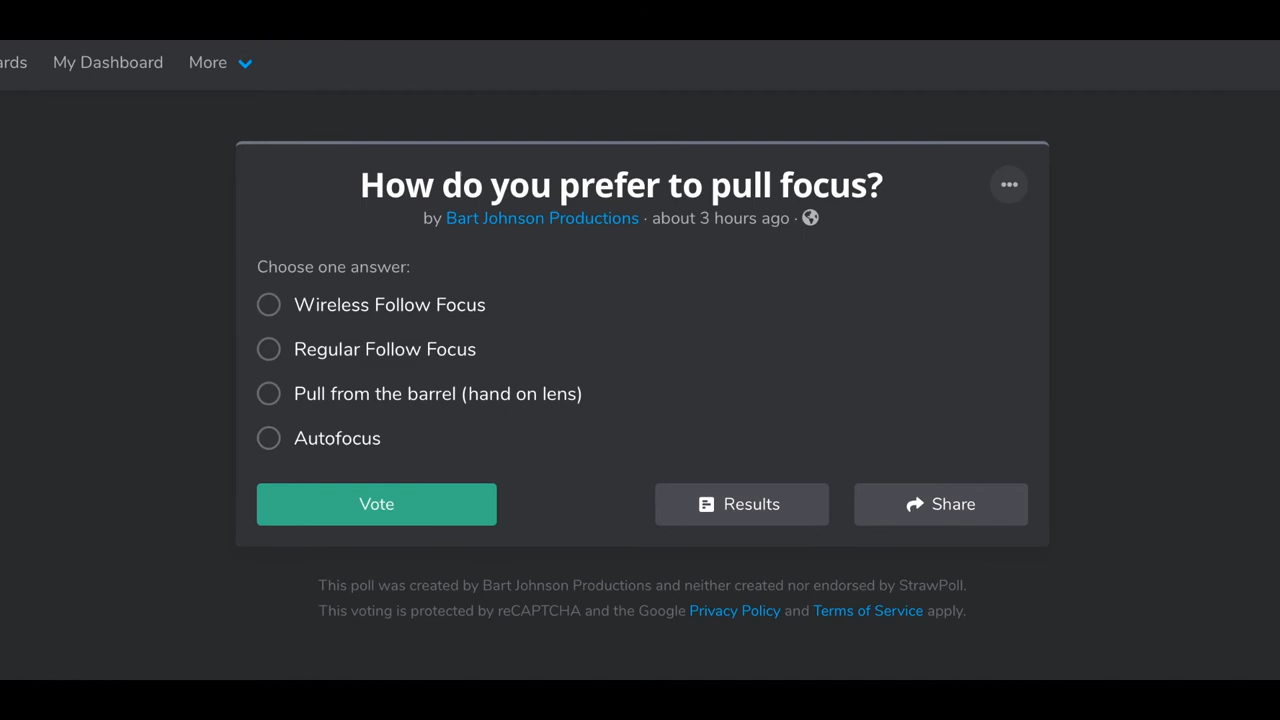 My Dashboard More
How do you prefer to pull focus?
by Bart Johnson Productions · about 3 hours ago ·
Choose one answer:
Wireless Follow Focus
Regular Follow Focus
Pull from the barrel (hand on lens)
Autofocus
Vote Results Share
This poll was created by Bart Johnson Productions and neither created nor endorsed by StrawPoll.
This voting is protected by reCAPTCHA and the Google Privacy Policy and Terms of Service apply.